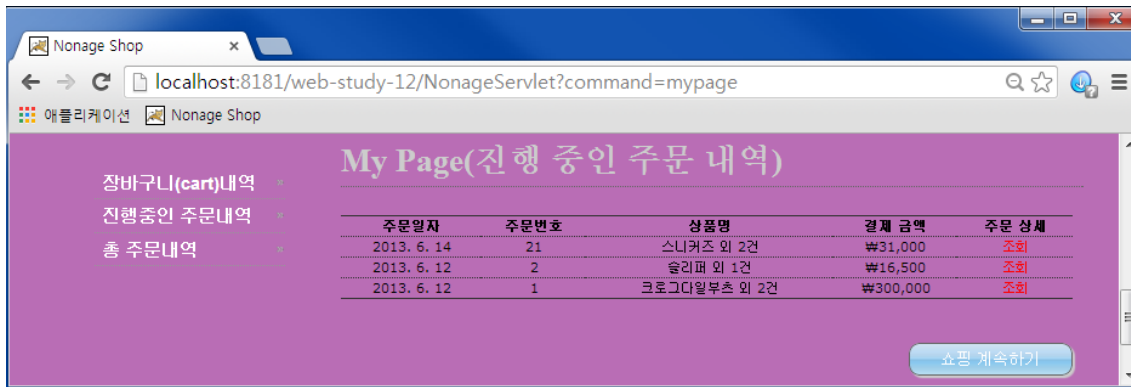 Nonage Shop
localhost:8181/web-study-12/NonageServlet?command=mypage
애플리케이션 Nonage Shop
My Page(진행 중인 주문 내역)
장바구니(cart)내역
진행중인 주문내역
총 주문내역
주문일자 주문번호 상품명 결제 금액 주문 상세
2013. 6. 14 21 스니커즈 외 2건 ₩31,000 조회
2013. 6. 12 2 슬리퍼 외 1건 ₩16,500 조회
2013. 6. 12 1 크로그다일부츠 외 2건 ₩300,000 조회
쇼핑 계속하기